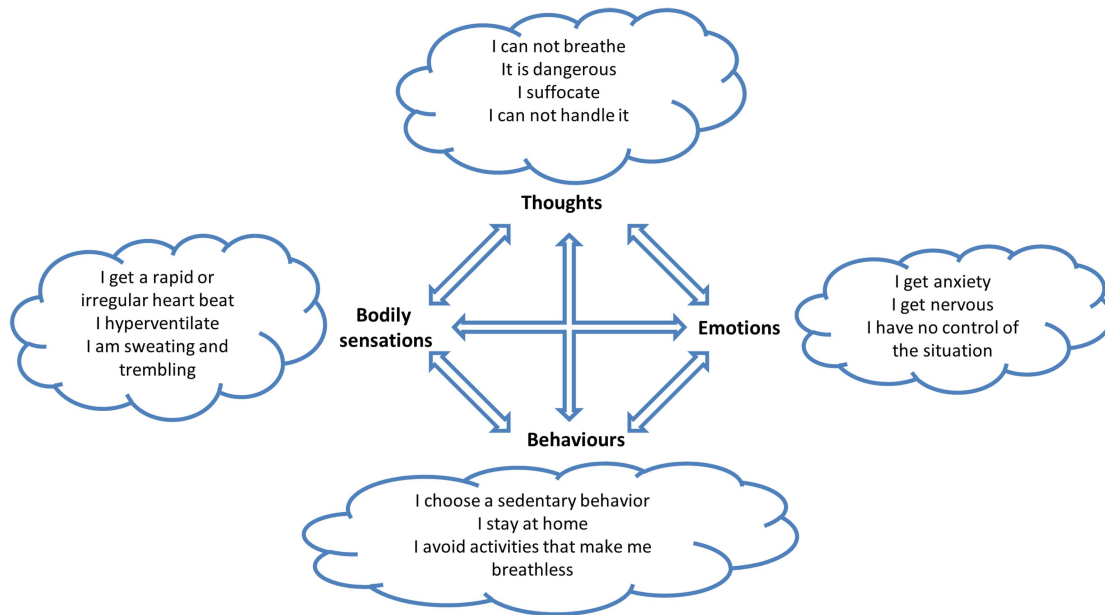 I can not breathe
It is dangerous
I suffocate
I can not handle it
Thoughts
I get a rapid or
irregular heart beat
I hyperventilate
I am sweating and
trembling
Bodily
sensations
Emotions
I get anxiety
I get nervous
I have no control of
the situation
Behaviours
I choose a sedentary behavior
I stay at home
I avoid activities that make me
breathless